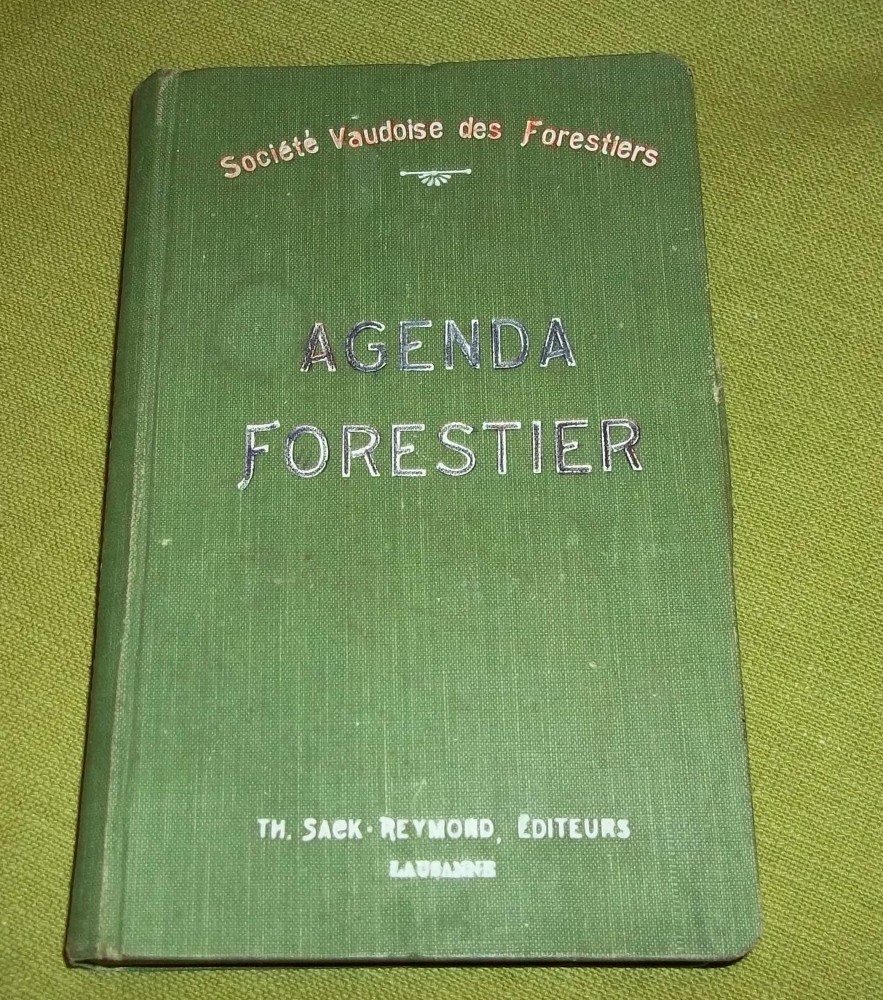 Société Vaudoise des Forestiers
AGENDA
FORESTIER
TH. SACK-REYMOND, ÉDITEURS
LAUSANNE